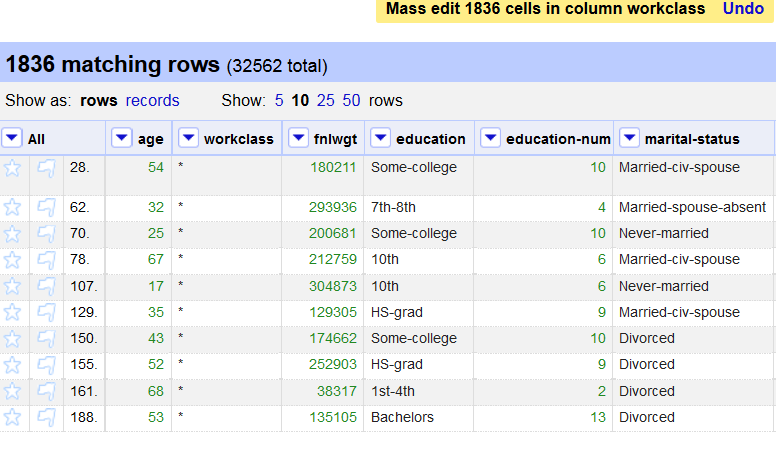 Mass edit 1836 cells in column workclass Undo
1836 matching rows (32562 total)
Show as: rows records Show: 5 10 25 50 rows
All age workclass fnlwgt education education-num marital-status
28. 54 * 180211 Some-college 10 Married-civ-spouse
62. 32 * 293936 7th-8th 4 Married-spouse-absent
70. 25 * 200681 Some-college 10 Never-married
78. 67 * 212759 10th 6 Married-civ-spouse
107. 17 * 304873 10th 6 Never-married
129. 35 * 129305 HS-grad 9 Married-civ-spouse
150. 43 * 174662 Some-college 10 Divorced
155. 52 * 252903 HS-grad 9 Divorced
161. 68 * 38317 1st-4th 2 Divorced
188. 53 * 135105 Bachelors 13 Divorced